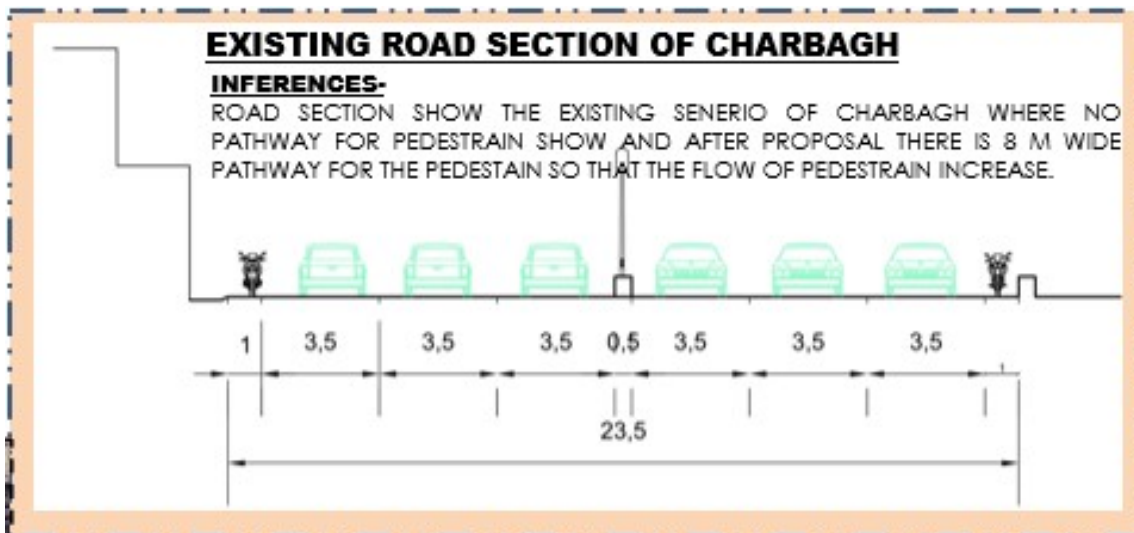 EXISTING ROAD SECTION OF CHARBAGH
INFERENCES-
ROAD SECTION SHOW THE EXISTING SENERIO OF CHARBAGH WHERE NO
PATHWAY FOR PEDESTRAIN SHOW AND AFTER PROPOSAL THERE IS 8 M WIDE
PATHWAY FOR THE PEDESTAIN SO THAT THE FLOW OF PEDESTRAIN INCREASE.
1 3,5 3,5 3,5 0,5 3,5 3,5 3,5
23,5